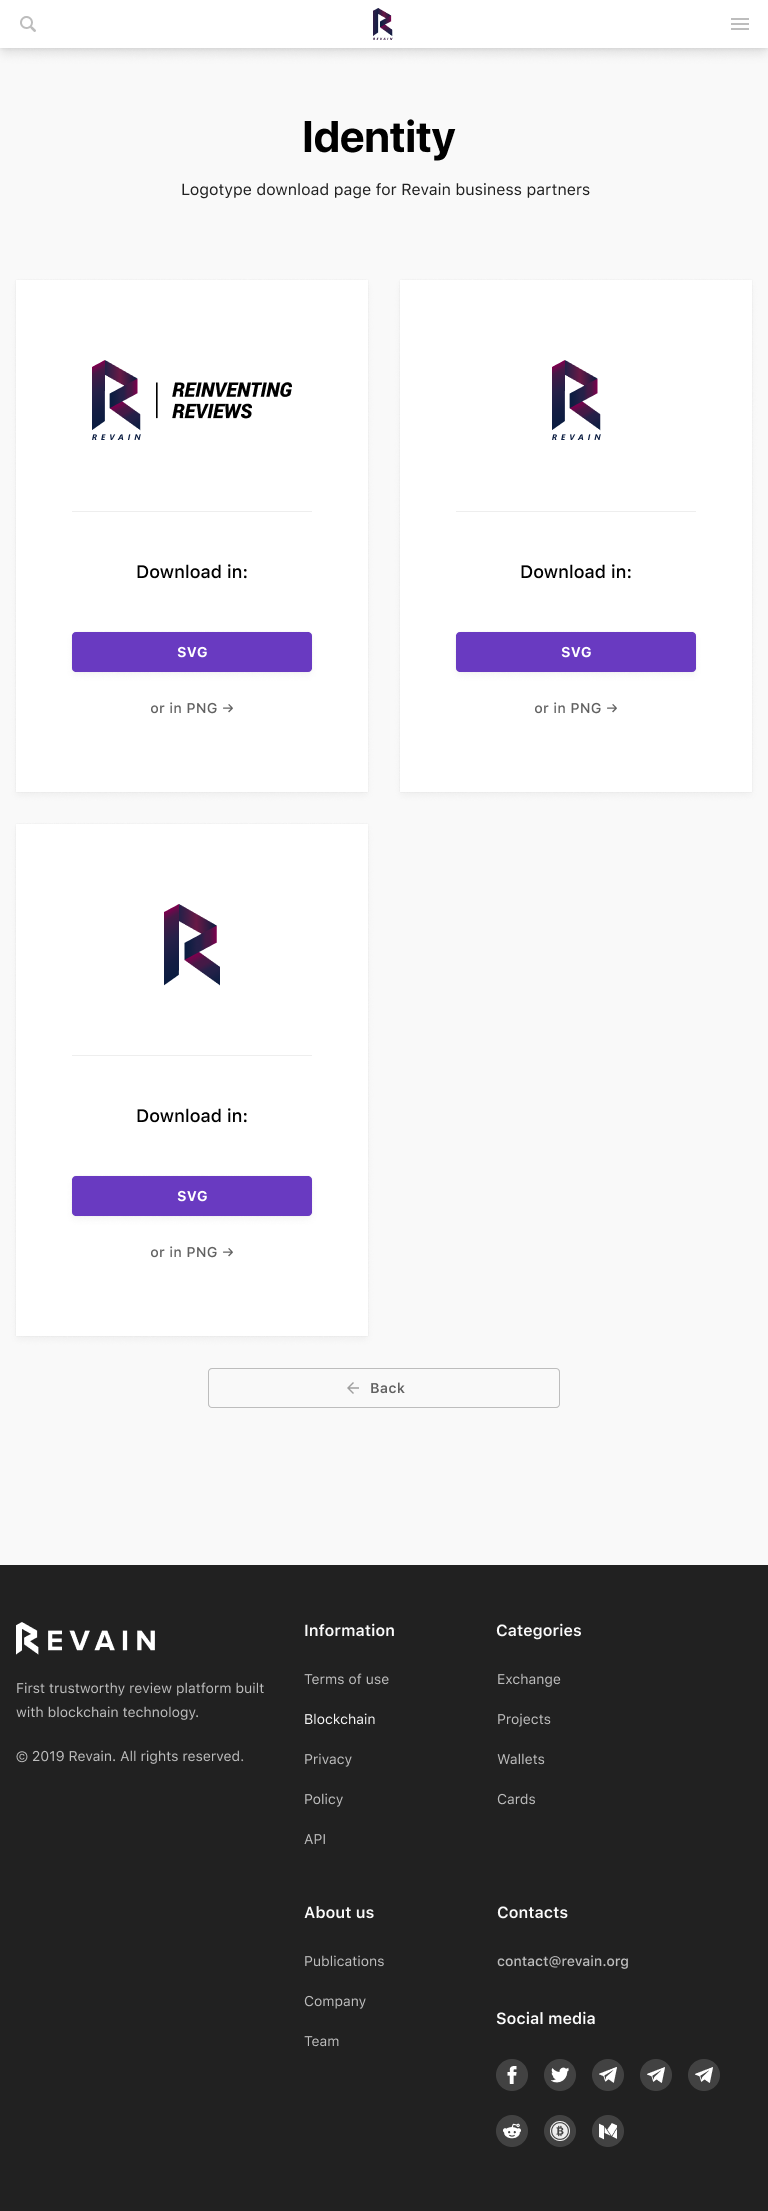 REVAIN
Identity
Logotype download page for Revain business partners
REINVENTING
REVIEWS
REVAIN
Download in:
SVG
or in PNG →
REVAIN
Download in:
SVG
or in PNG →
Download in:
SVG
or in PNG →
← Back
REVAIN
First trustworthy review platform built
with blockchain technology.
© 2019 Revain. All rights reserved.
Information
Terms of use
Blockchain
Privacy
Policy
API
Categories
Exchange
Projects
Wallets
Cards
About us
Publications
Company
Team
Contacts
contact@revain.org
Social media